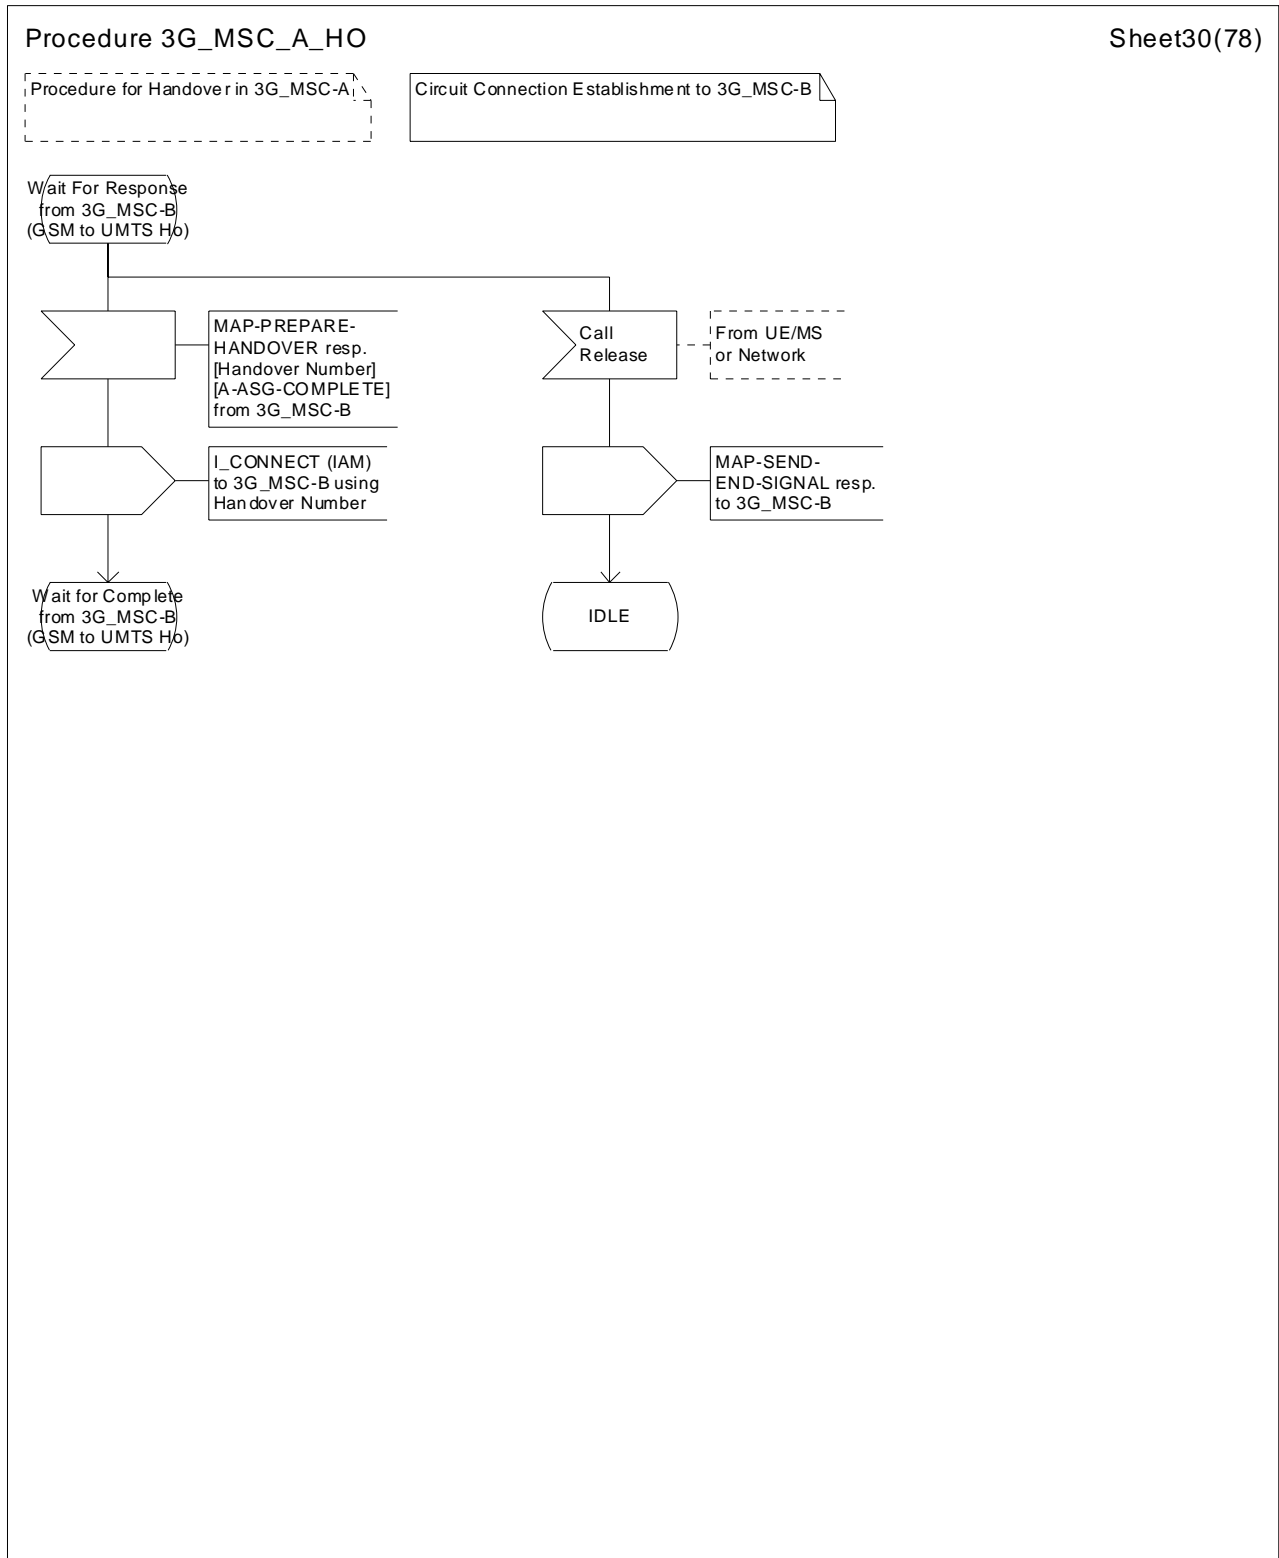 Procedure 3G_MSC_A_HO
Sheet30(78)
Procedure for Handover in 3G_MSC-A
Circuit Connection Establishment to 3G_MSC-B
Wait For Response
from 3G_MSC-B
(GSM to UMTS Ho)
MAP-PREPARE-
HANDOVER resp.
[Handover Number]
[A-ASG-COMPLETE]
from 3G_MSC-B
Call
Release
From UE/MS
or Network
I_CONNECT (IAM)
to 3G_MSC-B using
Handover Number
MAP-SEND-
END-SIGNAL resp.
to 3G_MSC-B
Wait for Complete
from 3G_MSC-B
(GSM to UMTS Ho)
IDLE